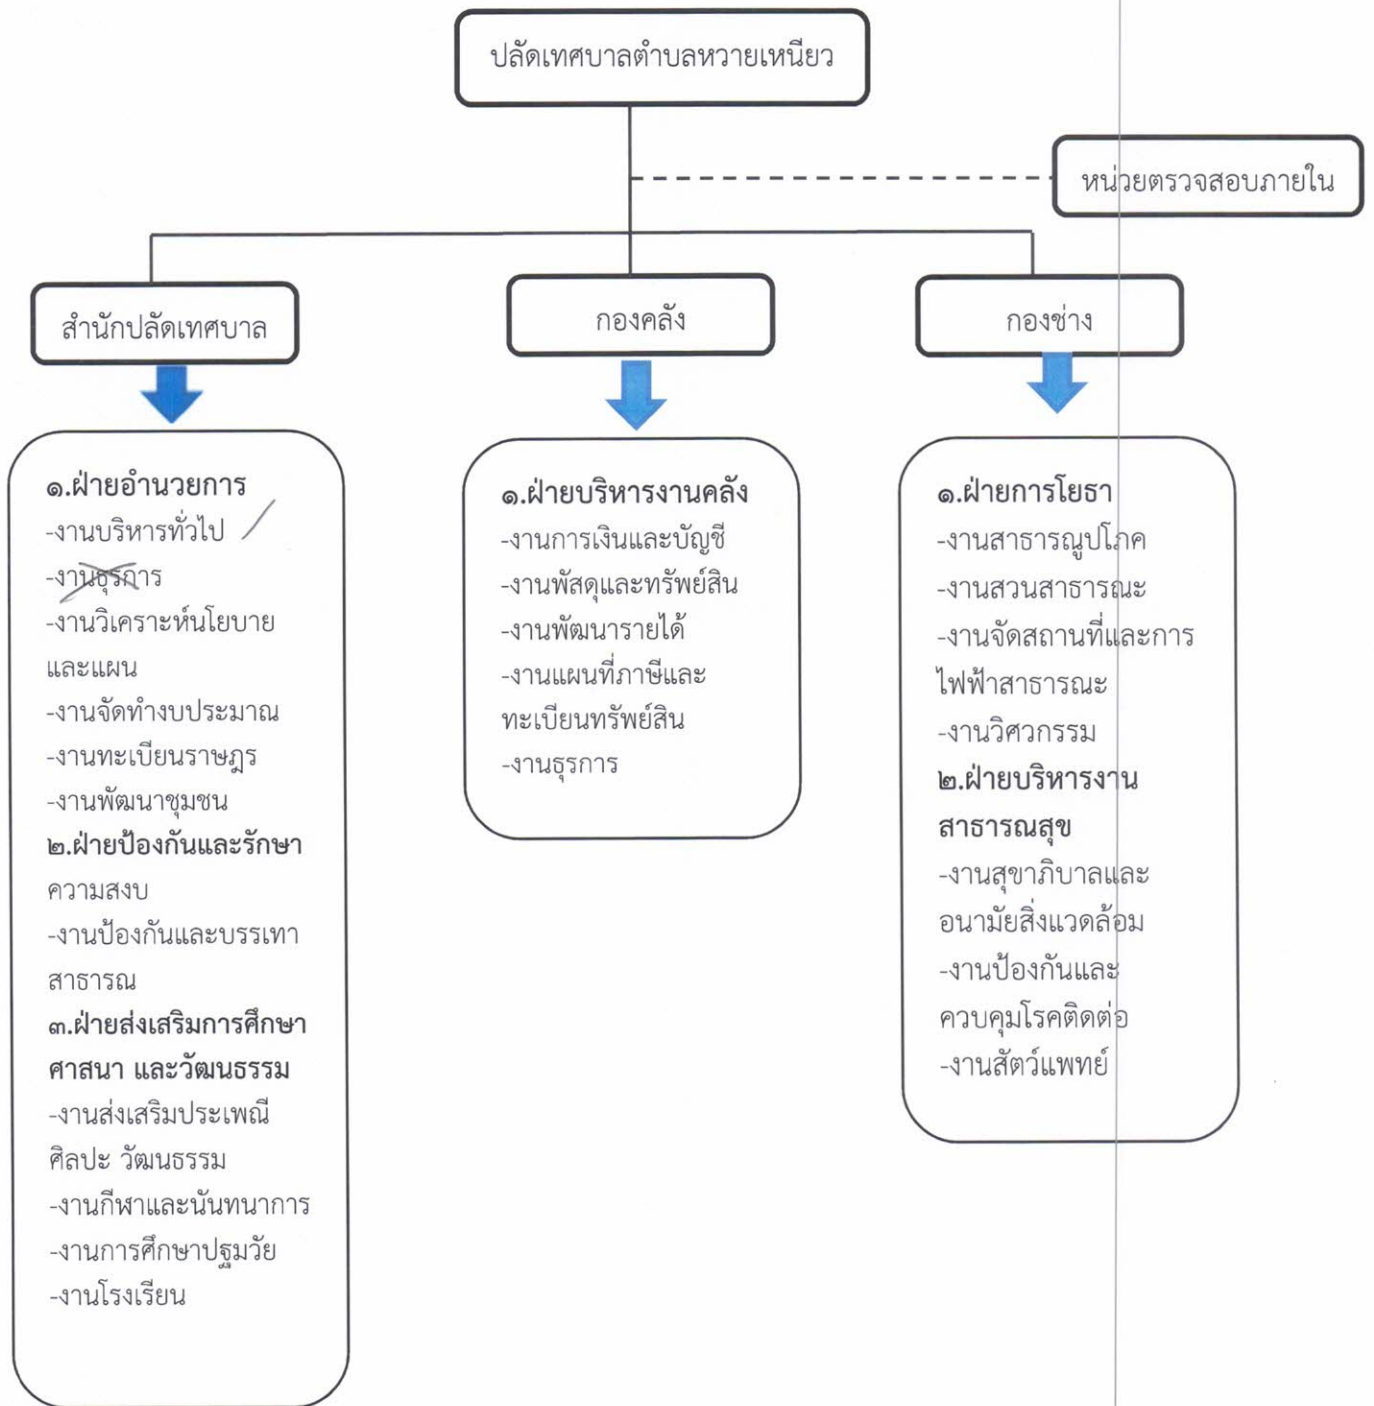 ปลัดเทศบาลตำบลหวายเหนียว
หน่วยตรวจสอบภายใน
สำนักปลัดเทศบาล
กองคลัง
กองช่าง
๑.ฝ่ายอำนวยการ
-งานบริหารทั่วไป
-งานธุรการ
-งานวิเคราะห์นโยบาย
และแผน
-งานจัดทำงบประมาณ
-งานทะเบียนราษฎร
-งานพัฒนาชุมชน
๒.ฝ่ายป้องกันและรักษา
ความสงบ
-งานป้องกันและบรรเทา
สาธารณ
๓.ฝ่ายส่งเสริมการศึกษา
ศาสนา และวัฒนธรรม
-งานส่งเสริมประเพณี
ศิลปะ วัฒนธรรม
-งานกีฬาและนันทนาการ
-งานการศึกษาปฐมวัย
-งานโรงเรียน
๑.ฝ่ายบริหารงานคลัง
-งานการเงินและบัญชี
-งานพัสดุและทรัพย์สิน
-งานพัฒนารายได้
-งานแผนที่ภาษีและ
ทะเบียนทรัพย์สิน
-งานธุรการ
๑.ฝ่ายการโยธา
-งานสาธารณูปโภค
-งานสวนสาธารณะ
-งานจัดสถานที่และการ
ไฟฟ้าสาธารณะ
-งานวิศวกรรม
๒.ฝ่ายบริหารงาน
สาธารณสุข
-งานสุขาภิบาลและ
อนามัยสิ่งแวดล้อม
-งานป้องกันและ
ควบคุมโรคติดต่อ
-งานสัตว์แพทย์